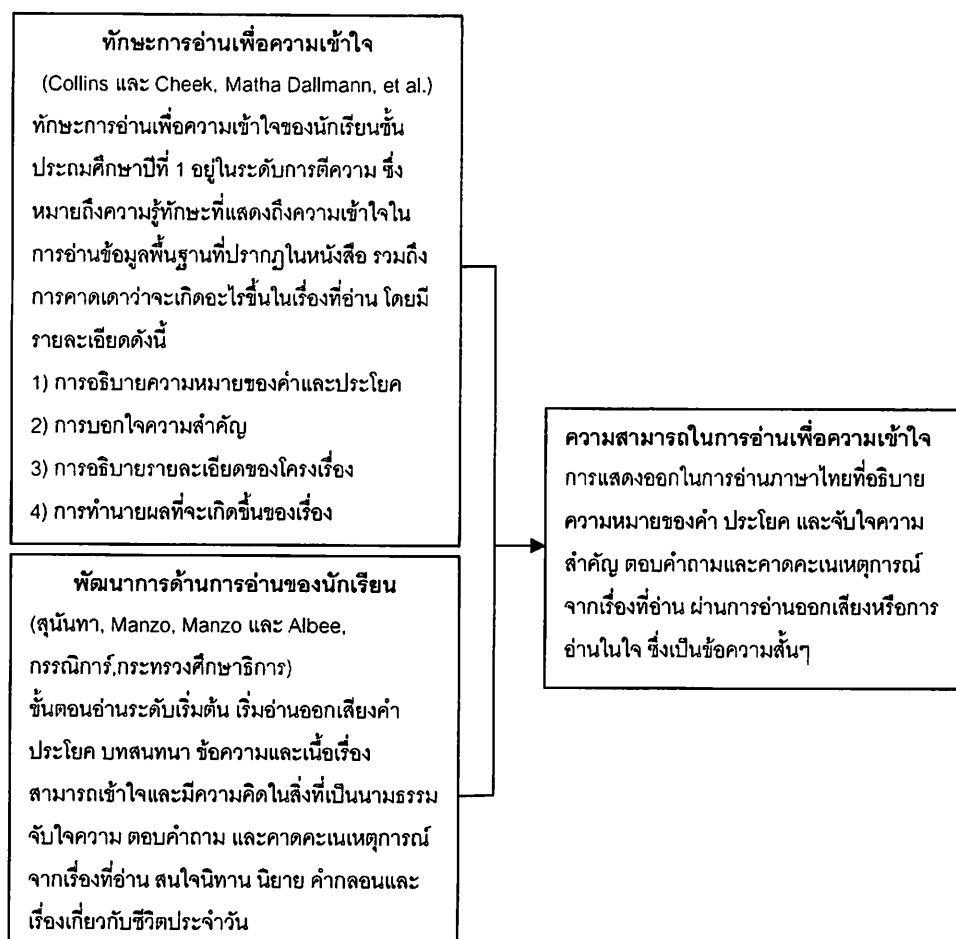 ทักษะการอ่านเพื่อความเข้าใจ
(Collins และ Cheek, Matha Dallmann, et al.)
ทักษะการอ่านเพื่อความเข้าใจของนักเรียนชั้น
ประถมศึกษาปีที่ 1 อยู่ในระดับการตีความ ซึ่ง
หมายถึงความรู้ทักษะที่แสดงถึงความเข้าใจใน
การอ่านข้อมูลพื้นฐานที่ปรากฏในหนังสือ รวมถึง
การคาดเดาว่าจะเกิดอะไรขึ้นในเรื่องที่อ่าน โดยมี
รายละเอียดดังนี้
1) การอธิบายความหมายของคำและประโยค
2) การบอกใจความสำคัญ
3) การอธิบายรายละเอียดของโครงเรื่อง
4) การทำนายผลที่จะเกิดขึ้นของเรื่อง
พัฒนาการด้านการอ่านของนักเรียน
(สุนันทา, Manzo, Manzo และ Albee,
กรรณิการ์,กระทรวงศึกษาธิการ)
ขั้นตอนอ่านระดับเริ่มต้น เริ่มอ่านออกเสียงคำ
ประโยค บทสนทนา ข้อความและเนื้อเรื่อง
สามารถเข้าใจและมีความคิดในสิ่งที่เป็นนามธรรม
จับใจความ ตอบคำถาม และคาดคะเนเหตุการณ์
จากเรื่องที่อ่าน สนใจนิทาน นิยาย คำกลอนและ
เรื่องเกี่ยวกับชีวิตประจำวัน
ความสามารถในการอ่านเพื่อความเข้าใจ
การแสดงออกในการอ่านภาษาไทยที่อธิบาย
ความหมายของคำ ประโยค และจับใจความ
สำคัญ ตอบคำถามและคาดคะเนเหตุการณ์
จากเรื่องที่อ่าน ผ่านการอ่านออกเสียงหรือการ
อ่านในใจ ซึ่งเป็นข้อความสั้นๆ